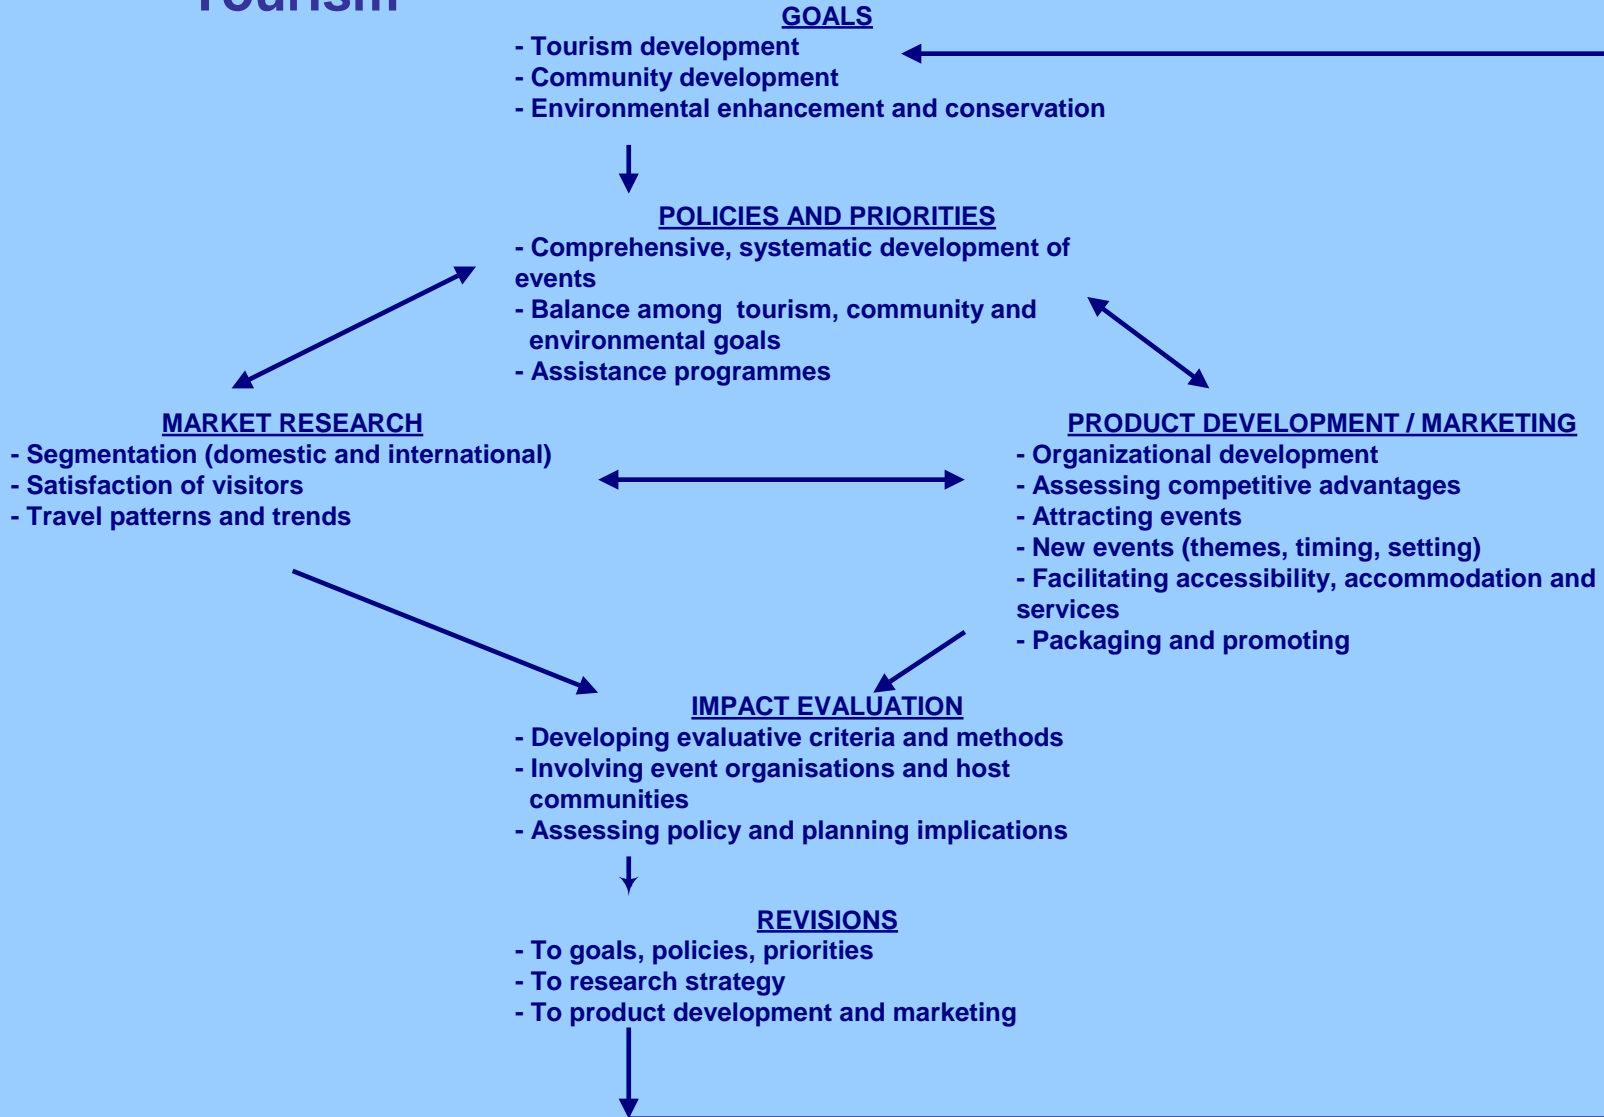 Tourism
GOALS
- Tourism development
- Community development
- Environmental enhancement and conservation
POLICIES AND PRIORITIES
- Comprehensive, systematic development of
events
- Balance among  tourism, community and
environmental goals
- Assistance programmes
MARKET RESEARCH
- Segmentation (domestic and international)
- Satisfaction of visitors
- Travel patterns and trends
PRODUCT DEVELOPMENT / MARKETING
- Organizational development
- Assessing competitive advantages
- Attracting events
- New events (themes, timing, setting)
- Facilitating accessibility, accommodation and
services
- Packaging and promoting
IMPACT EVALUATION
- Developing evaluative criteria and methods
- Involving event organisations and host
communities
- Assessing policy and planning implications
REVISIONS
- To goals, policies, priorities
- To research strategy
- To product development and marketing